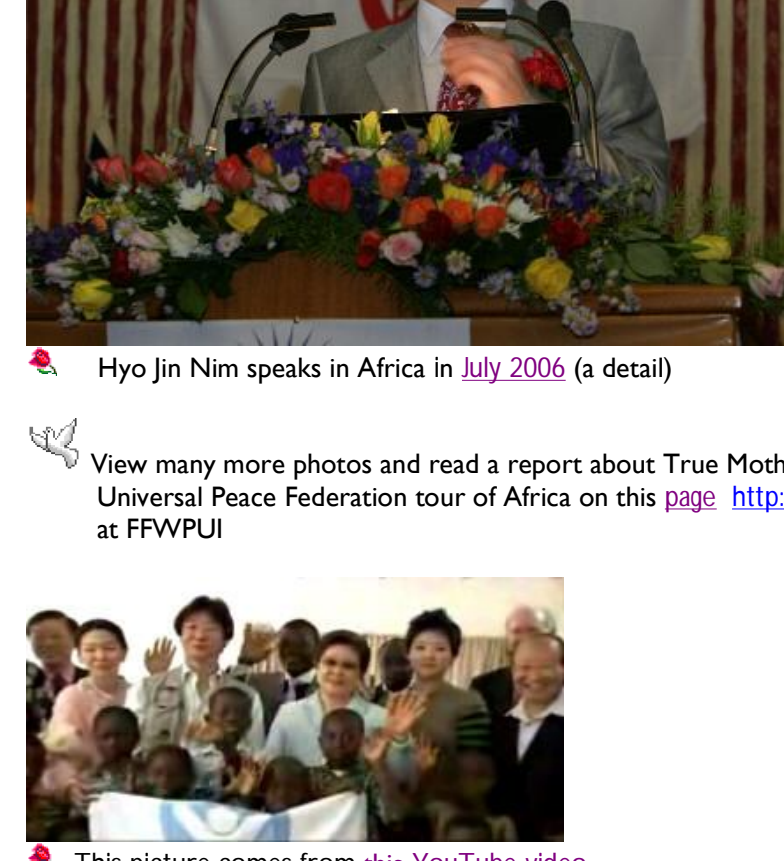 Hyo Jin Nim speaks in Africa in July 2006 (a detail)
View many more photos and read a report about True Moth
Universal Peace Federation tour of Africa on this page http:
at FFWPUI
This picture comes from this YouTube video